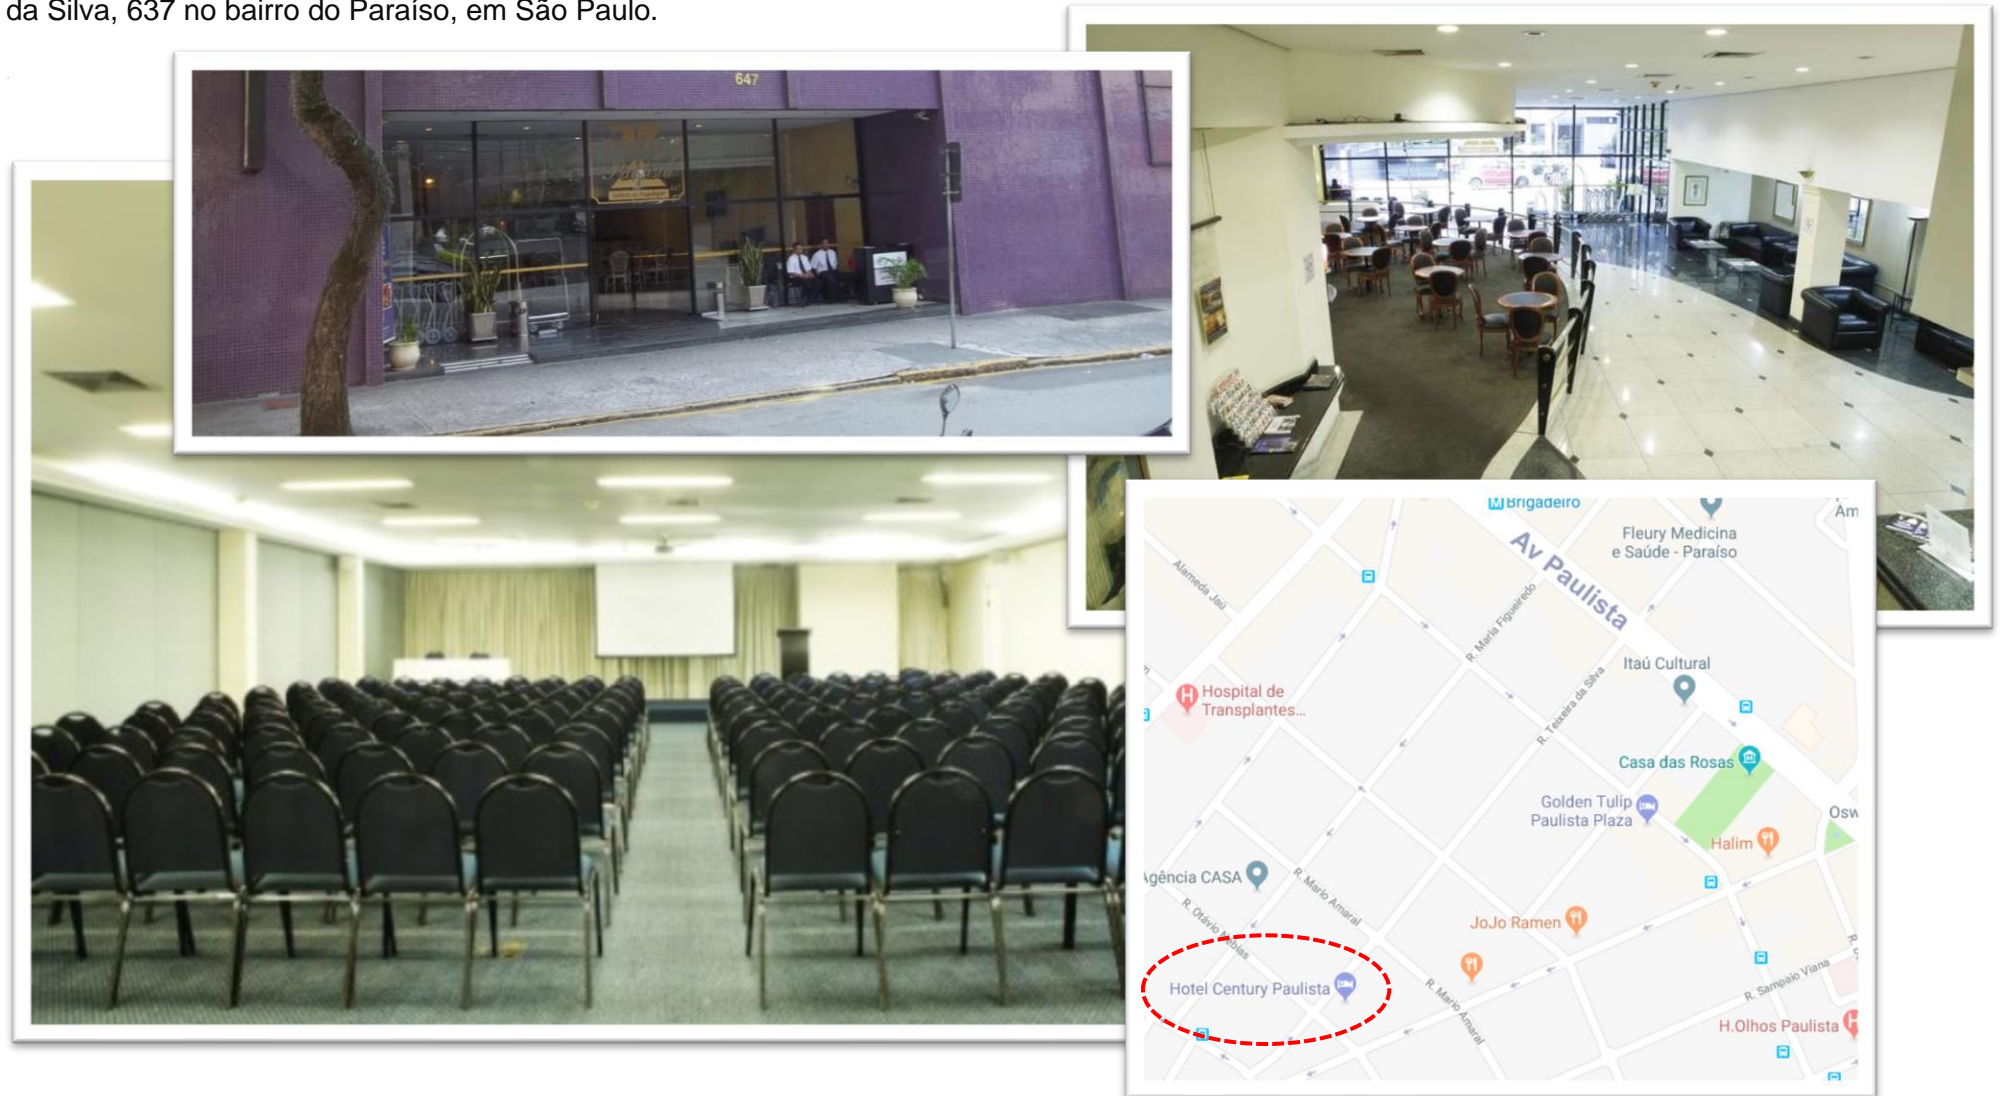 da Silva, 637 no bairro do Paraíso, em São Paulo.
647
Brigadeiro
Fleury Medicina
e Saúde - Paraíso
Av Paulista
Alameda Jaú
R. Maria Figueiredo
R. Teixeira da Silva
Itaú Cultural
Hospital de
Transplantes...
Casa das Rosas
Golden Tulip
Paulista Plaza
Halim
Osw
Agência CASA
R. Mario Amaral
R. Otávio Nébias
JoJo Ramen
Hotel Century Paulista
R. Mario Amaral
R. Sampaio Viana
H.Olhos Paulista